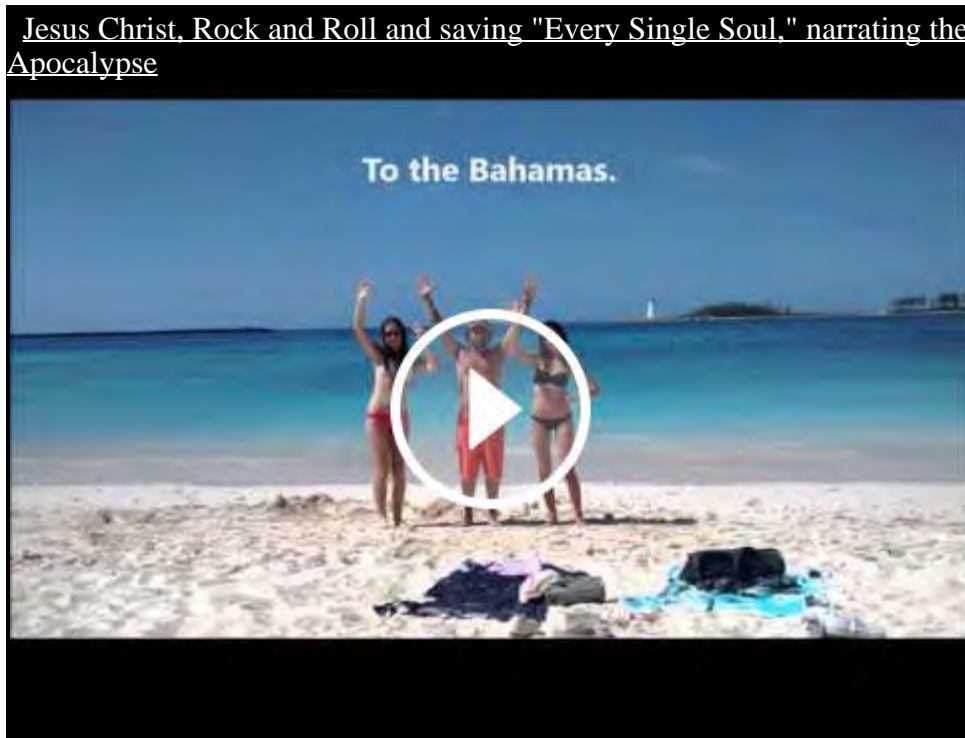 Jesus Christ, Rock and Roll and saving "Every Single Soul," narrating the
Apocalypse
To the Bahamas.